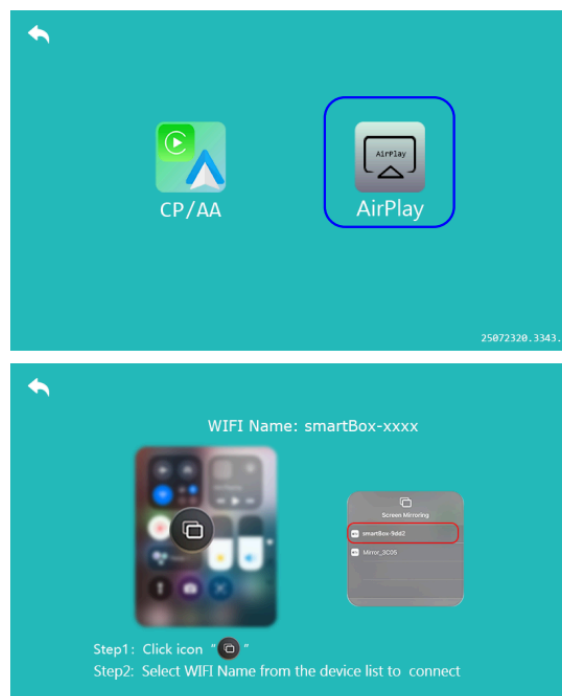 AirPlay
CP/AA
AirPlay
25072320.3343.
WIFI Name: smartBox-xxxx
Screen Mirroring
smartBox-9dd2
Mirror_3C05
Step1: Click icon " "
Step2: Select WIFI Name from the device list to connect